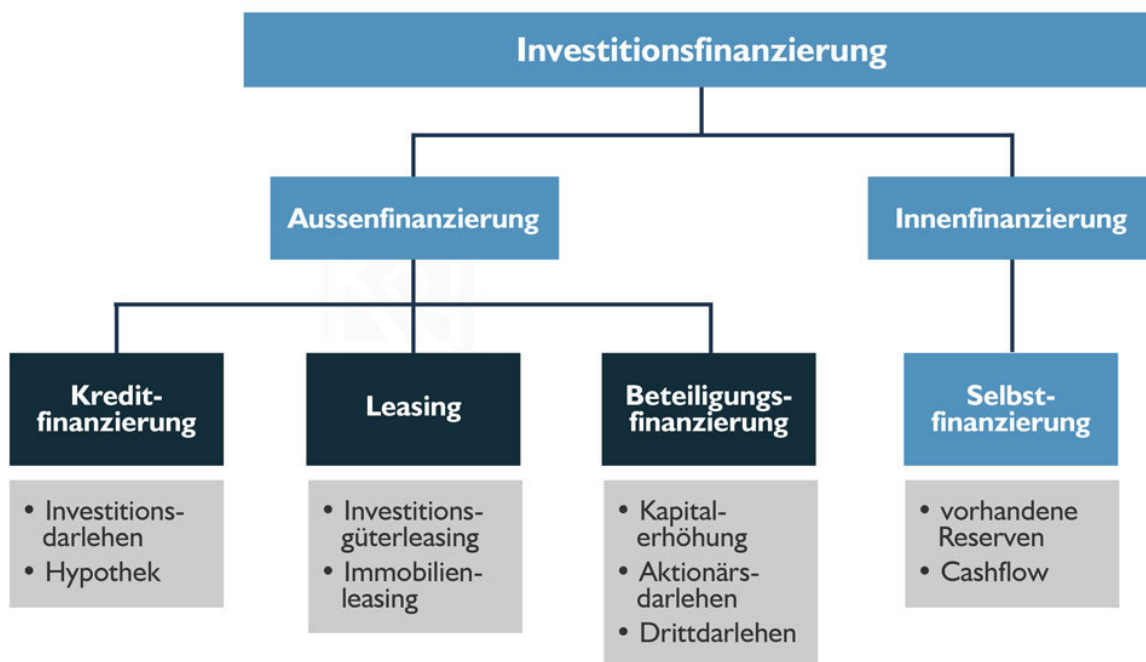 Investitionsfinanzierung
Aussenfinanzierung
Innenfinanzierung
Kredit-
finanzierung
Leasing
Beteiligungs-
finanzierung
Selbst-
finanzierung
• Investitions-
darlehen
• Hypothek
• Investitions-
güterleasing
• Immobilien-
leasing
• Kapital-
erhöhung
• Aktionärs-
darlehen
• Drittdarlehen
• vorhandene
Reserven
• Cashflow